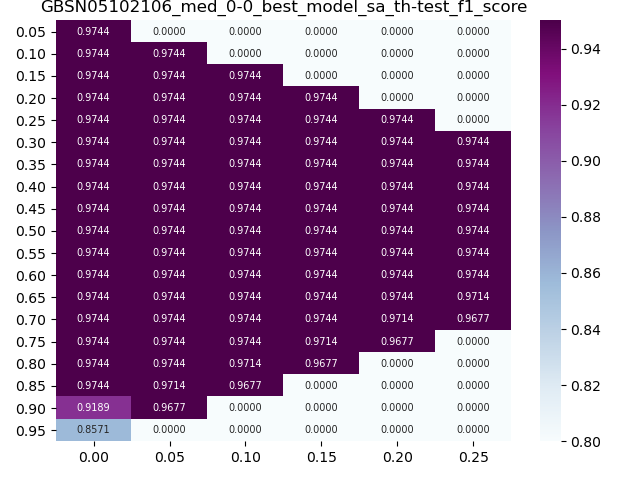 GBSN05102106_med_0-0_best_model_sa_th-test_f1_score
0.05 0.9744 0.0000 0.0000 0.0000 0.0000 0.0000
0.10 0.9744 0.9744 0.0000 0.0000 0.0000 0.0000
0.15 0.9744 0.9744 0.9744 0.0000 0.0000 0.0000
0.20 0.9744 0.9744 0.9744 0.9744 0.0000 0.0000
0.25 0.9744 0.9744 0.9744 0.9744 0.9744 0.0000
0.30 0.9744 0.9744 0.9744 0.9744 0.9744 0.9744
0.35 0.9744 0.9744 0.9744 0.9744 0.9744 0.9744
0.40 0.9744 0.9744 0.9744 0.9744 0.9744 0.9744
0.45 0.9744 0.9744 0.9744 0.9744 0.9744 0.9744
0.50 0.9744 0.9744 0.9744 0.9744 0.9744 0.9744
0.55 0.9744 0.9744 0.9744 0.9744 0.9744 0.9744
0.60 0.9744 0.9744 0.9744 0.9744 0.9744 0.9744
0.65 0.9744 0.9744 0.9744 0.9744 0.9744 0.9714
0.70 0.9744 0.9744 0.9744 0.9744 0.9714 0.9677
0.75 0.9744 0.9744 0.9744 0.9714 0.9677 0.0000
0.80 0.9744 0.9744 0.9714 0.9677 0.0000 0.0000
0.85 0.9744 0.9714 0.9677 0.0000 0.0000 0.0000
0.90 0.9189 0.9677 0.0000 0.0000 0.0000 0.0000
0.95 0.8571 0.0000 0.0000 0.0000 0.0000 0.0000
0.00 0.05 0.10 0.15 0.20 0.25
0.94
0.92
0.90
0.88
0.86
0.84
0.82
0.80